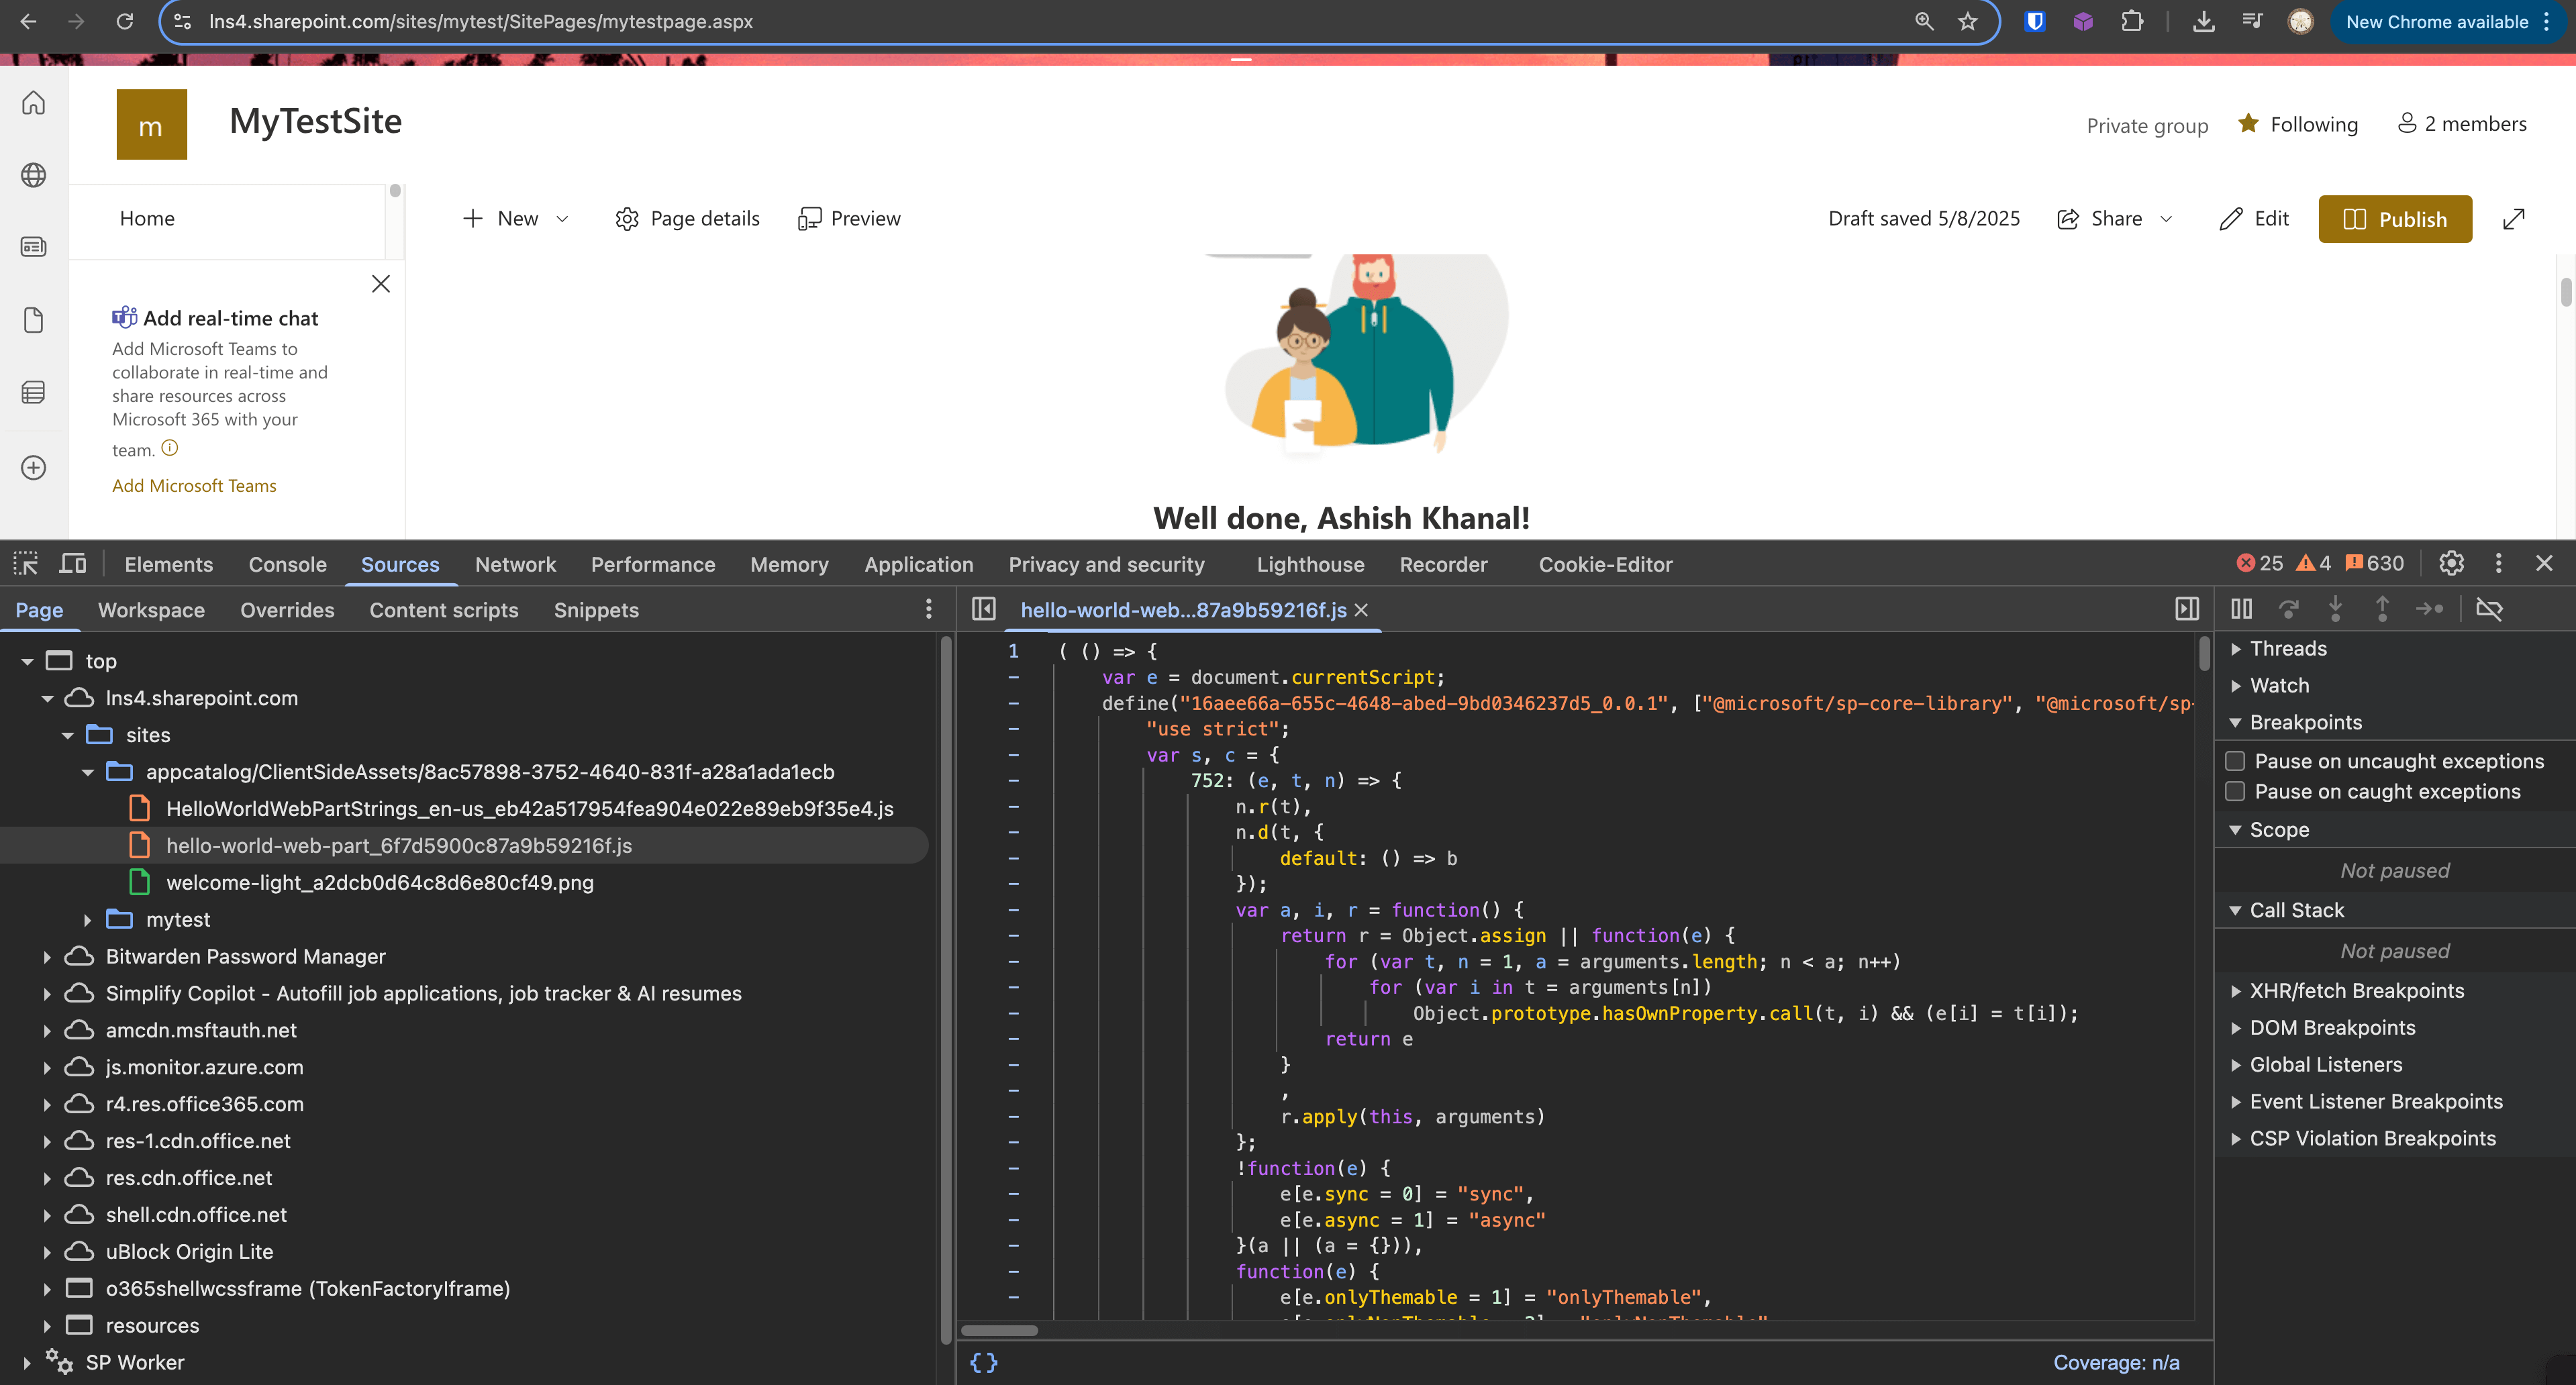 lns4.sharepoint.com/sites/mytest/SitePages/mytestpage.aspx
New Chrome available
m
MyTestSite
Private group
Following
2 members
Home
New
Page details
Preview
Draft saved 5/8/2025
Share
Edit
Publish
Add real-time chat
Add Microsoft Teams to
collaborate in real-time and
share resources across
Microsoft 365 with your
team.
Add Microsoft Teams
Well done, Ashish Khanal!
Elements
Console
Sources
Network
Performance
Memory
Application
Privacy and security
Lighthouse
Recorder
Cookie-Editor
25
4
630
Page
Workspace
Overrides
Content scripts
Snippets
top
lns4.sharepoint.com
sites
appcatalog/ClientSideAssets/8ac57898-3752-4640-831f-a28a1ada1ecb
HelloWorldWebPartStrings_en-us_eb42a517954fea904e022e89eb9f35e4.js
hello-world-web-part_6f7d5900c87a9b59216f.js
welcome-light_a2dcb0d64c8d6e80cf49.png
mytest
Bitwarden Password Manager
Simplify Copilot - Autofill job applications, job tracker & AI resumes
amcdn.msftauth.net
js.monitor.azure.com
r4.res.office365.com
res-1.cdn.office.net
res.cdn.office.net
shell.cdn.office.net
uBlock Origin Lite
o365shellwcssframe (TokenFactoryIframe)
resources
SP Worker
hello-world-web...87a9b59216f.js
1 ( () => {
- var e = document.currentScript;
- define("16aee66a-655c-4648-abed-9bd0346237d5_0.0.1", ["@microsoft/sp-core-library", "@microsoft/sp-
- "use strict";
- var s, c = {
- 752: (e, t, n) => {
- n.r(t),
- n.d(t, {
- default: () => b
- });
- var a, i, r = function() {
- return r = Object.assign || function(e) {
- for (var t, n = 1, a = arguments.length; n < a; n++)
- for (var i in t = arguments[n])
- Object.prototype.hasOwnProperty.call(t, i) && (e[i] = t[i]);
- return e
- }
- ,
- r.apply(this, arguments)
- };
- !function(e) {
- e[e.sync = 0] = "sync",
- e[e.async = 1] = "async"
- }(a || (a = {})),
- function(e) {
- e[e.onlyThemable = 1] = "onlyThemable",
{}
Coverage: n/a
Threads
Watch
Breakpoints
Pause on uncaught exceptions
Pause on caught exceptions
Scope
Not paused
Call Stack
Not paused
XHR/fetch Breakpoints
DOM Breakpoints
Global Listeners
Event Listener Breakpoints
CSP Violation Breakpoints